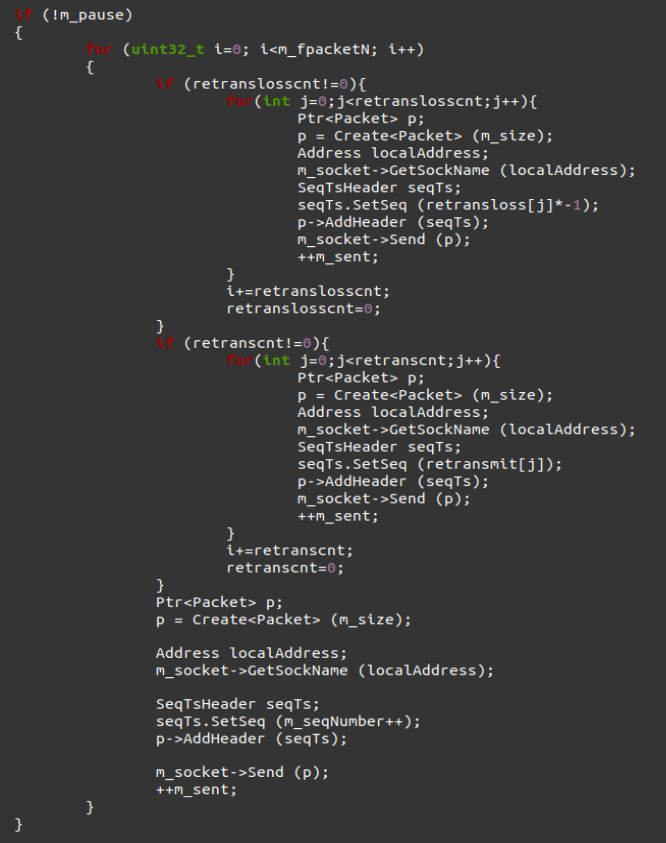 if (!m_pause)
{
for (uint32_t i=0; i<m_fpacketN; i++)
{
if (retranslosscnt!=0){
for(int j=0;j<retranslosscnt;j++){
Ptr<Packet> p;
p = Create<Packet> (m_size);
Address localAddress;
m_socket->GetSockName (localAddress);
SeqTsHeader seqTs;
seqTs.SetSeq (retransloss[j]*-1);
p->AddHeader (seqTs);
m_socket->Send (p);
++m_sent;
}
i+=retranslosscnt;
retranslosscnt=0;
}
if (retranscnt!=0){
for(int j=0;j<retranscnt;j++){
Ptr<Packet> p;
p = Create<Packet> (m_size);
Address localAddress;
m_socket->GetSockName (localAddress);
SeqTsHeader seqTs;
seqTs.SetSeq (retransmit[j]);
p->AddHeader (seqTs);
m_socket->Send (p);
++m_sent;
}
i+=retranscnt;
retranscnt=0;
}
Ptr<Packet> p;
p = Create<Packet> (m_size);
Address localAddress;
m_socket->GetSockName (localAddress);
SeqTsHeader seqTs;
seqTs.SetSeq (m_seqNumber++);
p->AddHeader (seqTs);
m_socket->Send (p);
++m_sent;
}
}